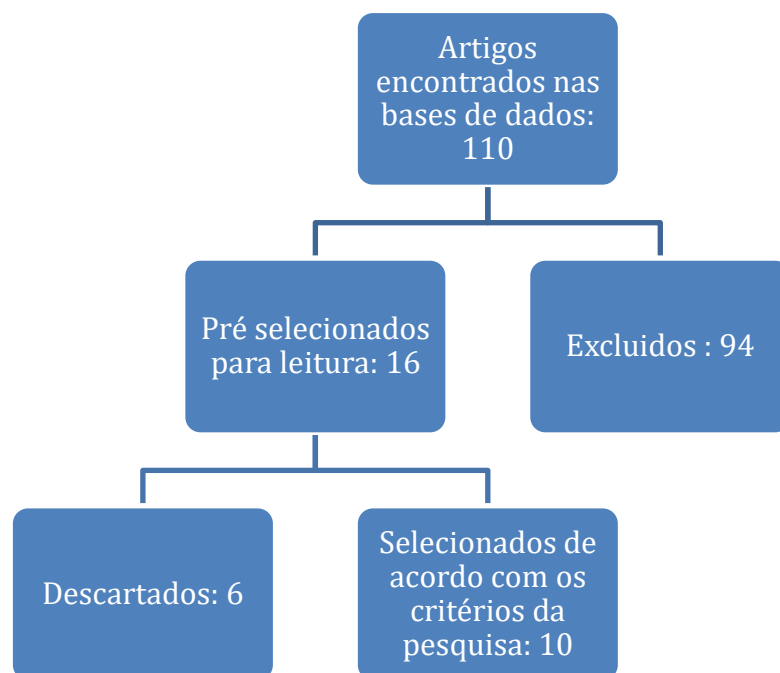 Artigos
encontrados nas
bases de dados:
110
Pré selecionados
para leitura: 16
Excluidos : 94
Descartados: 6
Selecionados de
acordo com os
critérios da
pesquisa: 10